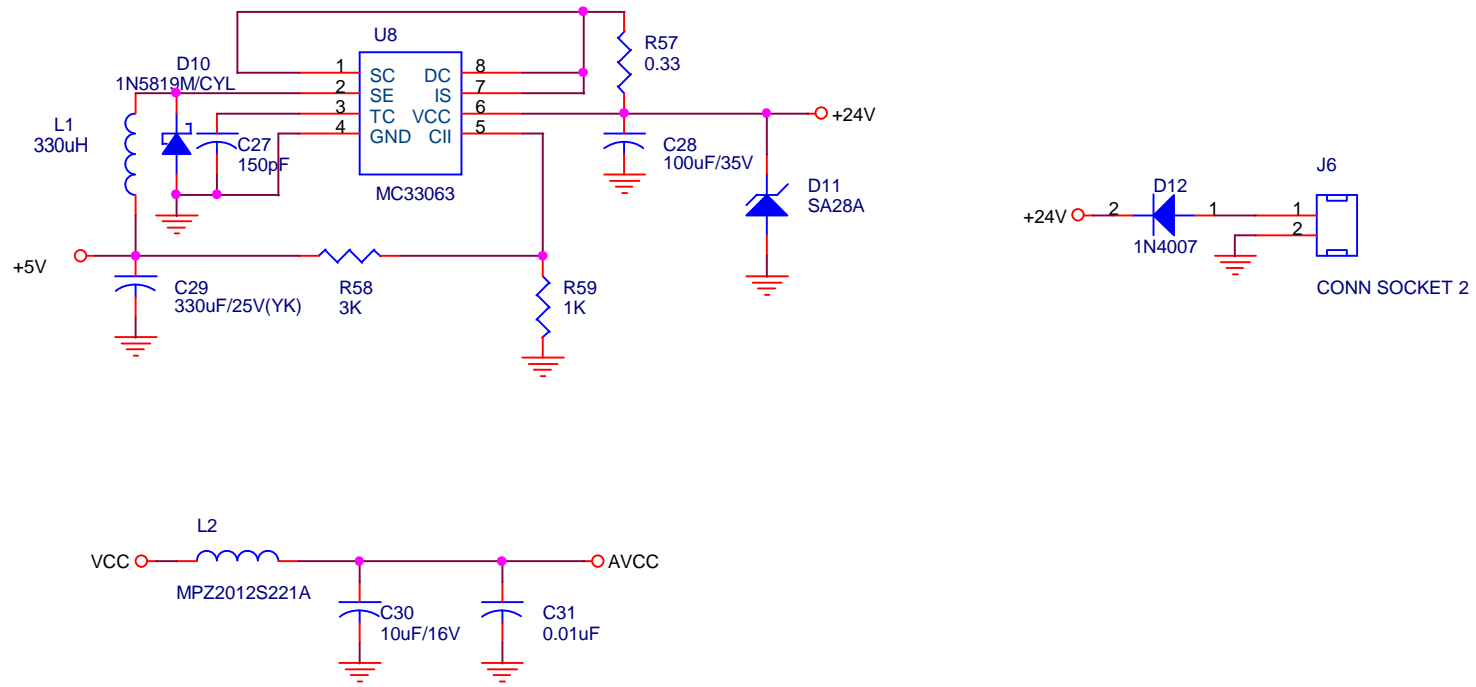 U8
R57
0.33
D10
1N5819M/CYL
1 SC DC 8
2 SE IS 7
3 TC VCC 6
4 GND CII 5
+24V
L1
330uH
C27
150pF
C28
100uF/35V
MC33063
D11
SA28A
J6
D12
+24V 2 1 1
2
1N4007
CONN SOCKET 2
+5V
C29
330uF/25V(YK)
R58
3K
R59
1K
L2
VCC AVCC
MPZ2012S221A
C30
10uF/16V
C31
0.01uF